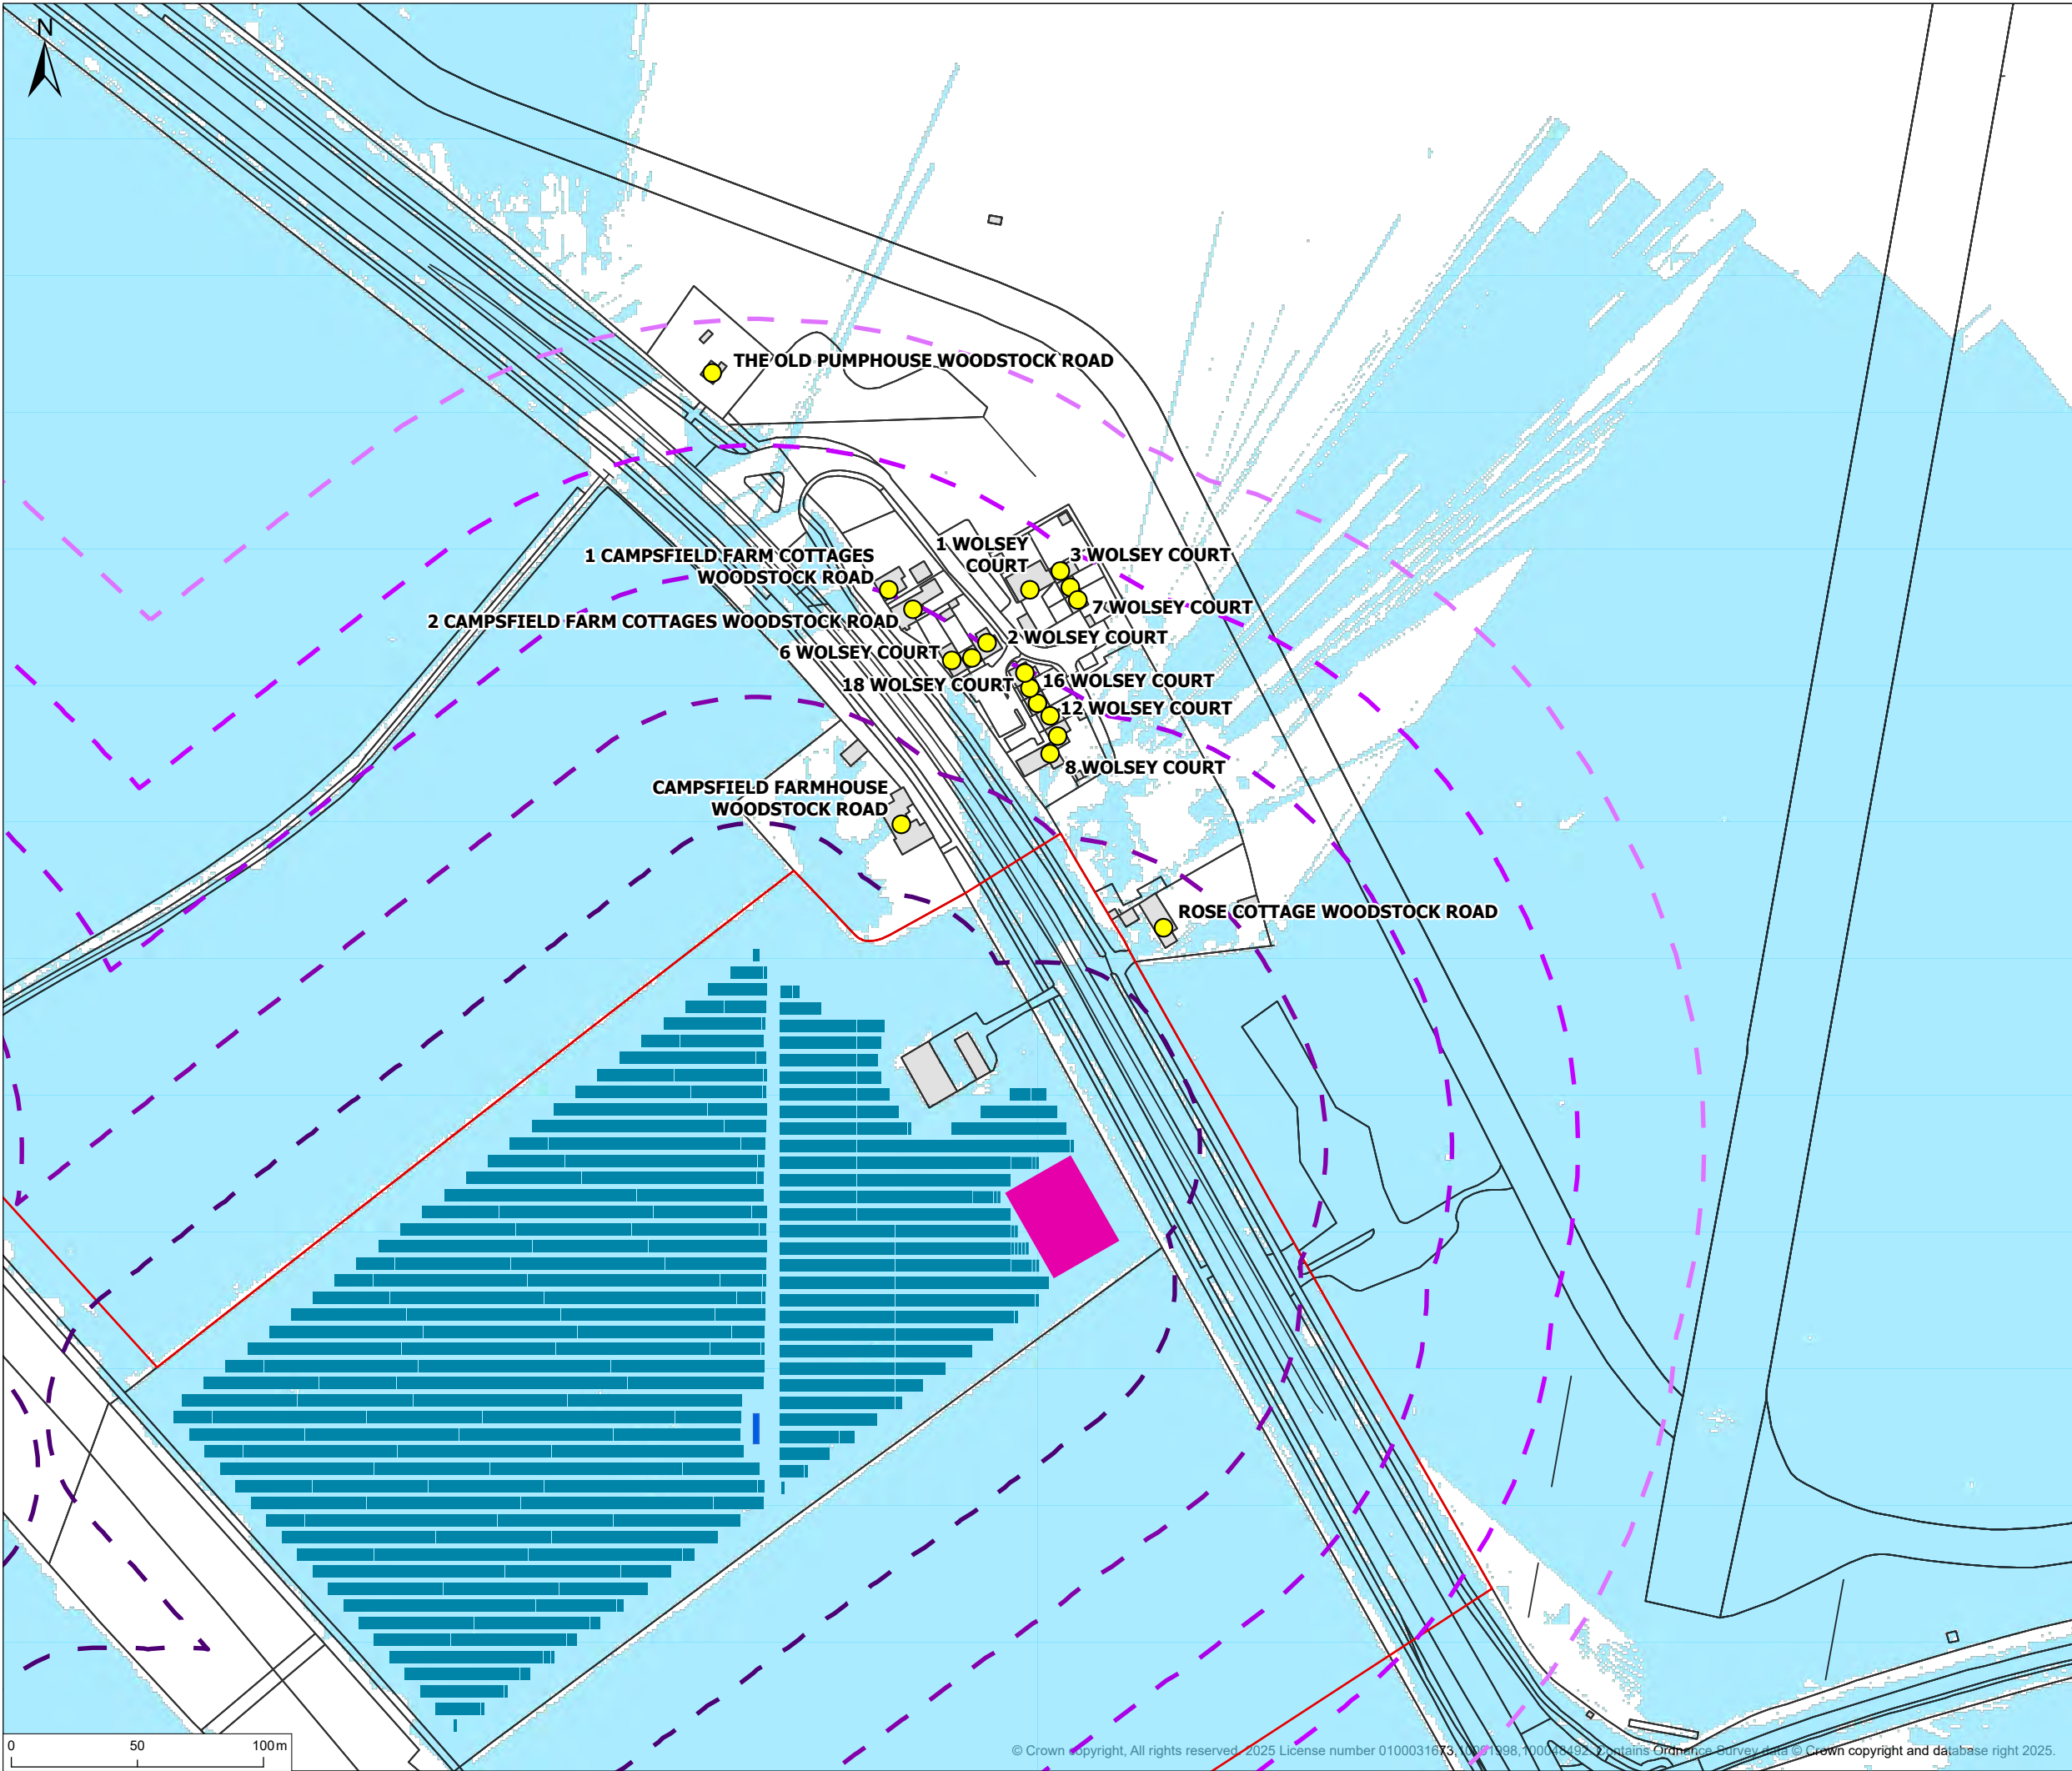 N
THE OLD PUMPHOUSE WOODSTOCK ROAD
1 CAMPSFIELD FARM COTTAGES
WOODSTOCK ROAD
1 WOLSEY
COURT
3 WOLSEY COURT
7 WOLSEY COURT
2 CAMPSFIELD FARM COTTAGES WOODSTOCK ROAD
2 WOLSEY COURT
6 WOLSEY COURT
18 WOLSEY COURT
16 WOLSEY COURT
12 WOLSEY COURT
8 WOLSEY COURT
CAMPSFIELD FARMHOUSE
WOODSTOCK ROAD
ROSE COTTAGE WOODSTOCK ROAD
0 50 100m
© Crown copyright, All rights reserved. 2025 License number 0100031673, Contains Ordnance Survey data © Crown copyright and database right 2025.